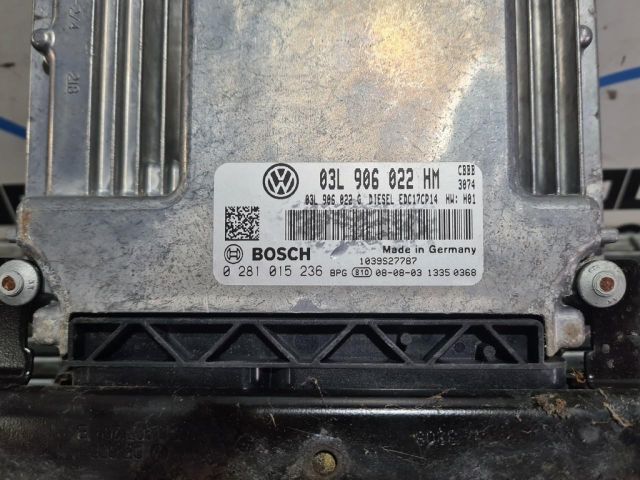 03L 906 022 HM CBBB
3074
03L 906 022 G DIESEL EDC17CP14 HW: H01
BOSCH Made in Germany
1039S27787
0 281 015 236 BPG 810 08-08-03 1335 0368